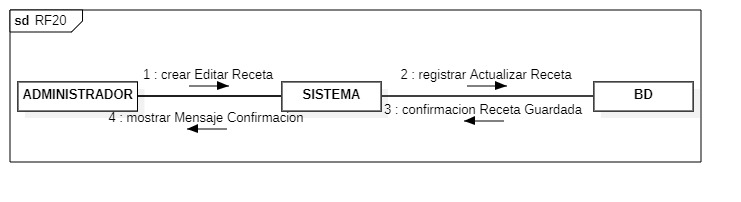 sd RF20
1 : crear Editar Receta
2 : registrar Actualizar Receta
ADMINISTRADOR
SISTEMA
BD
3 : confirmacion Receta Guardada
4 : mostrar Mensaje Confirmacion